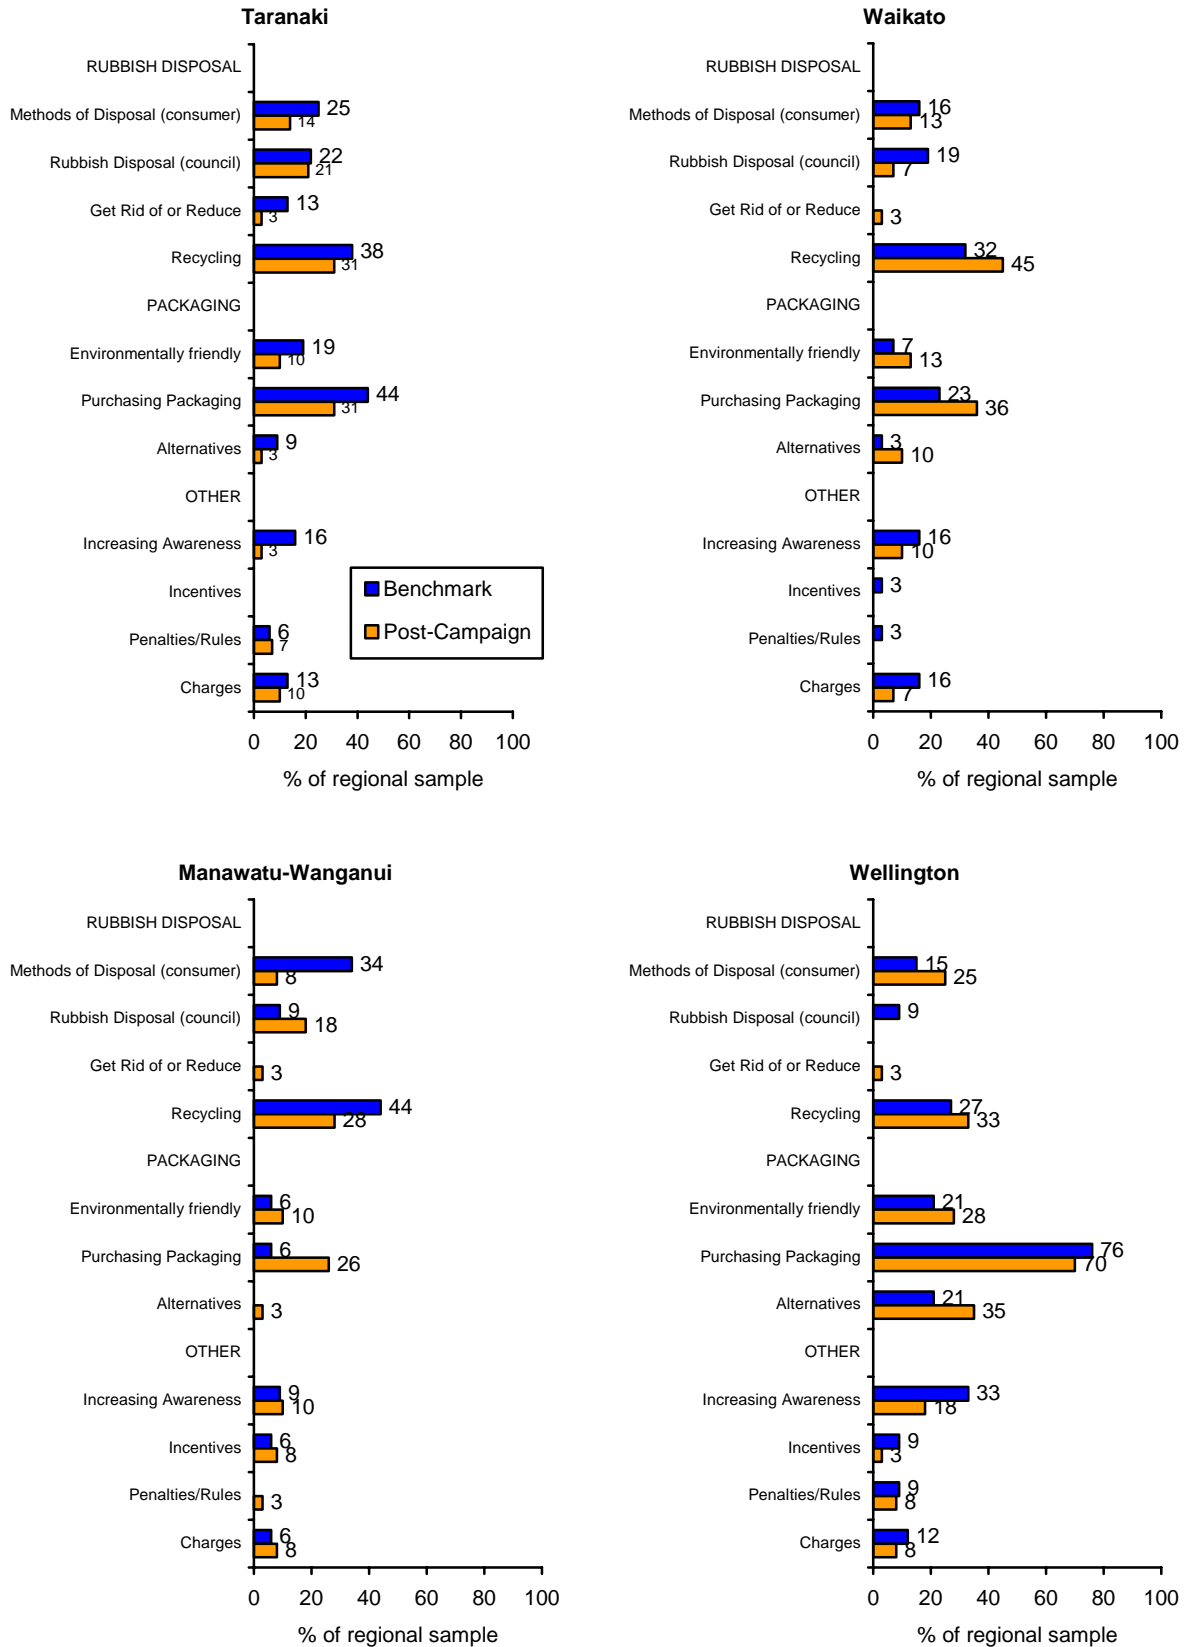 Taranaki
RUBBISH DISPOSAL
Methods of Disposal (consumer)
25
14
Rubbish Disposal (council)
22
21
Get Rid of or Reduce
13
3
Recycling
38
31
PACKAGING
Environmentally friendly
19
10
Purchasing Packaging
44
31
Alternatives
9
3
OTHER
Increasing Awareness
16
3
Incentives
Penalties/Rules
6
7
Charges
13
10
Benchmark
Post-Campaign
0 20 40 60 80 100
% of regional sample
Waikato
RUBBISH DISPOSAL
Methods of Disposal (consumer)
16
13
Rubbish Disposal (council)
19
7
Get Rid of or Reduce
3
Recycling
32
45
PACKAGING
Environmentally friendly
7
13
Purchasing Packaging
23
36
Alternatives
3
10
OTHER
Increasing Awareness
16
10
Incentives
3
Penalties/Rules
3
Charges
16
7
0 20 40 60 80 100
% of regional sample
Manawatu-Wanganui
RUBBISH DISPOSAL
Methods of Disposal (consumer)
34
8
Rubbish Disposal (council)
9
18
Get Rid of or Reduce
3
Recycling
44
28
PACKAGING
Environmentally friendly
6
10
Purchasing Packaging
6
26
Alternatives
3
OTHER
Increasing Awareness
9
10
Incentives
6
8
Penalties/Rules
3
Charges
6
8
0 20 40 60 80 100
% of regional sample
Wellington
RUBBISH DISPOSAL
Methods of Disposal (consumer)
15
25
Rubbish Disposal (council)
9
Get Rid of or Reduce
3
Recycling
27
33
PACKAGING
Environmentally friendly
21
28
Purchasing Packaging
76
70
Alternatives
21
35
OTHER
Increasing Awareness
33
18
Incentives
9
3
Penalties/Rules
9
8
Charges
12
8
0 20 40 60 80 100
% of regional sample